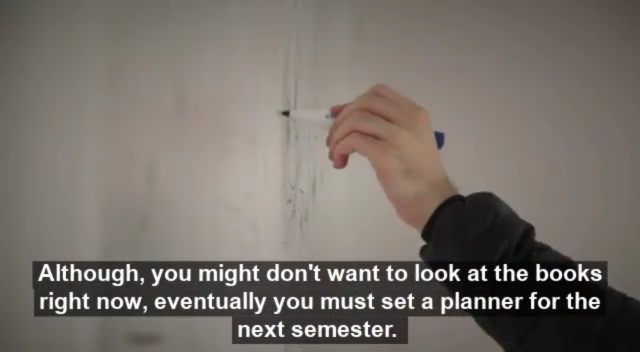 Although, you might don't want to look at the books
right now, eventually you must set a planner for the
next semester.